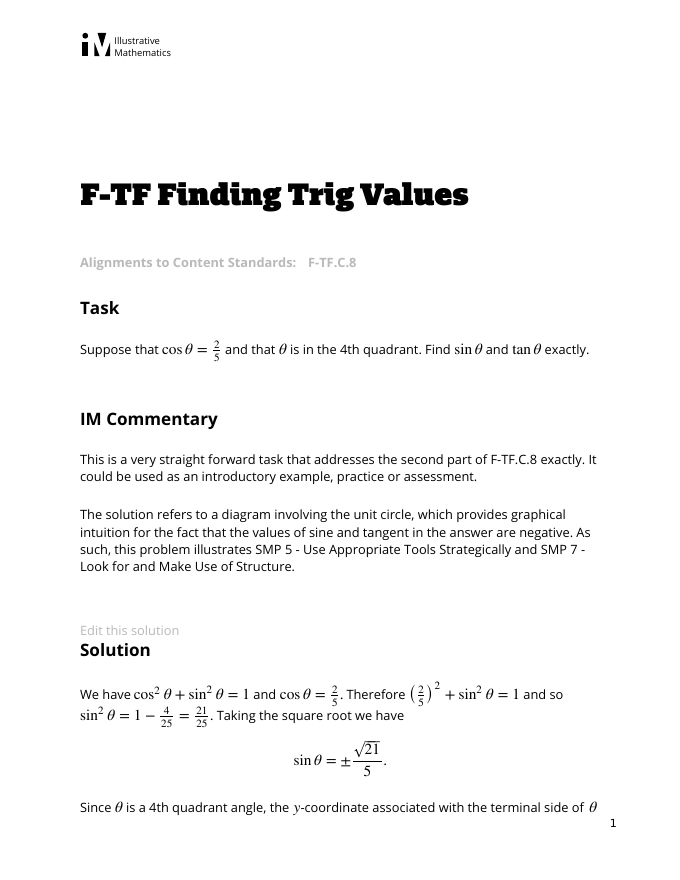 Illustrative
Mathematics
F-TF Finding Trig Values
Alignments to Content Standards: F-TF.C.8
Task
Suppose that cos θ = 2/5 and that θ is in the 4th quadrant. Find sin θ and tan θ exactly.
IM Commentary
This is a very straight forward task that addresses the second part of F-TF.C.8 exactly. It
could be used as an introductory example, practice or assessment.
The solution refers to a diagram involving the unit circle, which provides graphical
intuition for the fact that the values of sine and tangent in the answer are negative. As
such, this problem illustrates SMP 5 - Use Appropriate Tools Strategically and SMP 7 -
Look for and Make Use of Structure.
Edit this solution
Solution
We have cos² θ + sin² θ = 1 and cos θ = 2/5. Therefore (2/5)² + sin² θ = 1 and so
sin² θ = 1 − 4/25 = 21/25. Taking the square root we have
sin θ = ±√21/5.
Since θ is a 4th quadrant angle, the y-coordinate associated with the terminal side of θ
1